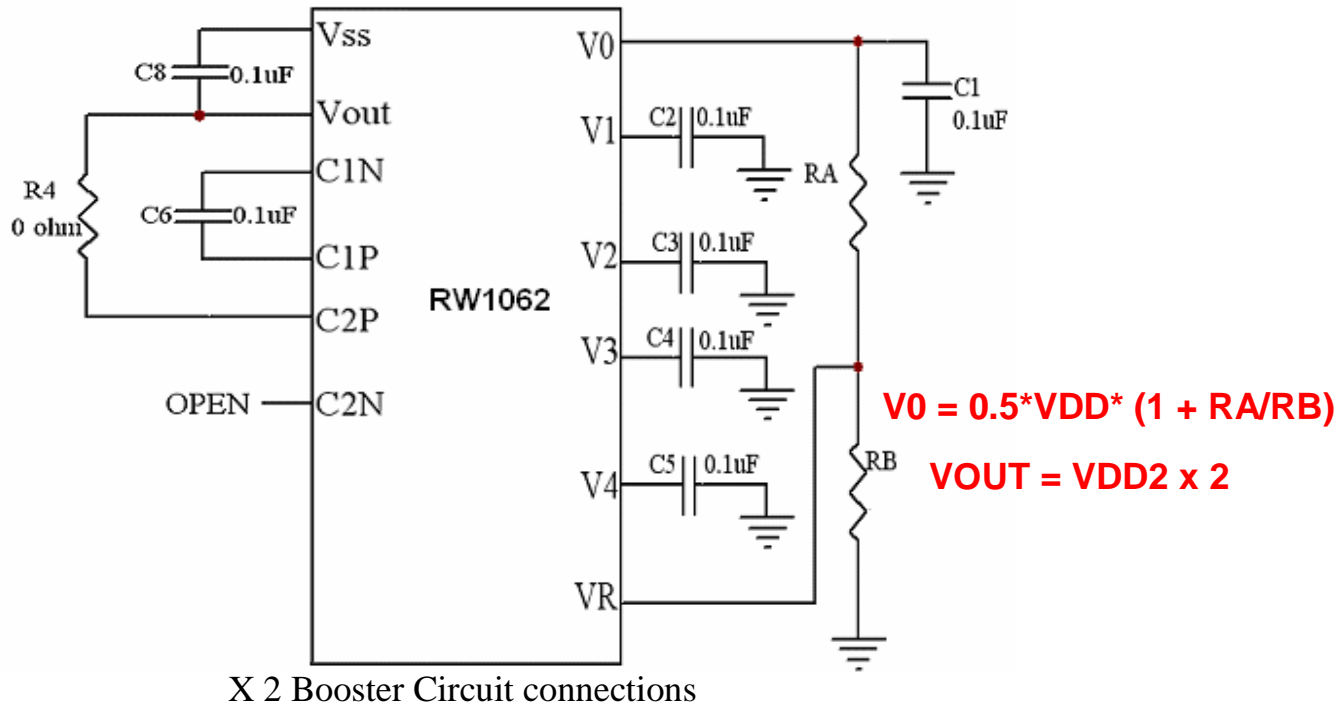 Vss
C8
0.1uF
Vout
C1N
R4
0 ohm
C6
0.1uF
C1P
C2P
OPEN
C2N
RW1062
V0
C1
0.1uF
V1
C2
0.1uF
RA
V2
C3
0.1uF
V3
C4
0.1uF
V4
C5
0.1uF
RB
VR
V0 = 0.5*VDD* (1 + RA/RB)
VOUT = VDD2 x 2
X 2 Booster Circuit connections